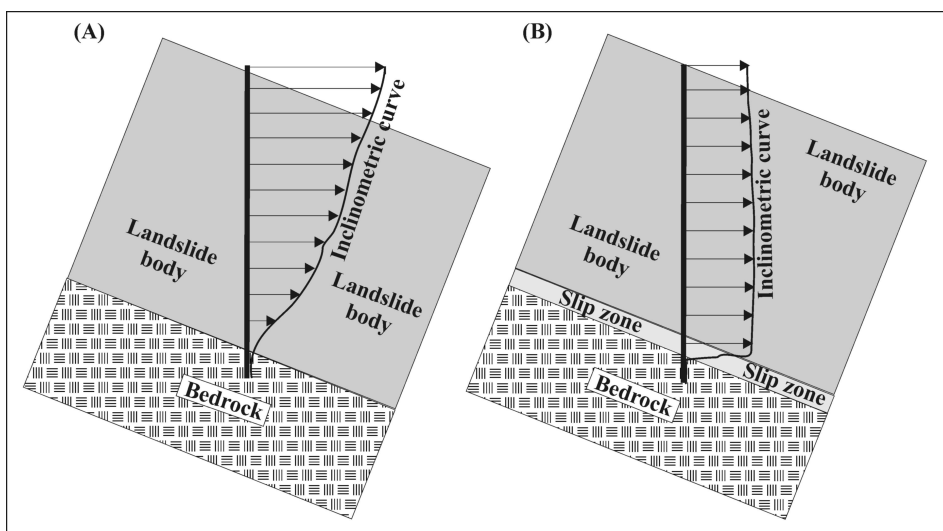 (A)
Inclinometric curve
Landslide
body
Landslide
body
Bedrock
(B)
Inclinometric curve
Landslide
body
Landslide
body
Slip zone
Slip zone
Bedrock